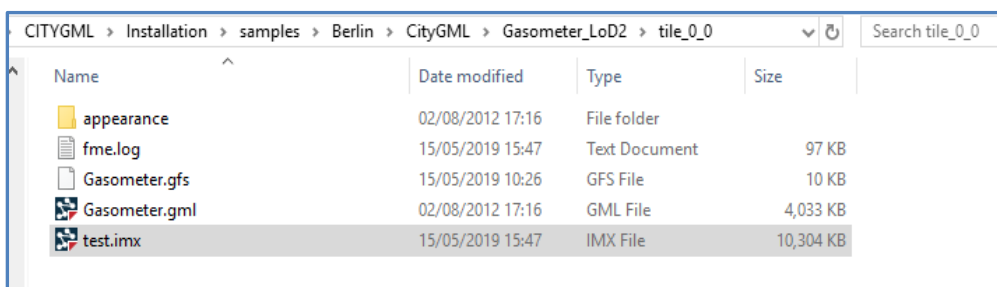 CITYGML > Installation > samples > Berlin > CityGML > Gasometer_LoD2 > tile_0_0 Search tile_0_0
Name Date modified Type Size
appearance 02/08/2012 17:16 File folder
fme.log 15/05/2019 15:47 Text Document 97 KB
Gasometer.gfs 15/05/2019 10:26 GFS File 10 KB
Gasometer.gml 02/08/2012 17:16 GML File 4,033 KB
test.imx 15/05/2019 15:47 IMX File 10,304 KB